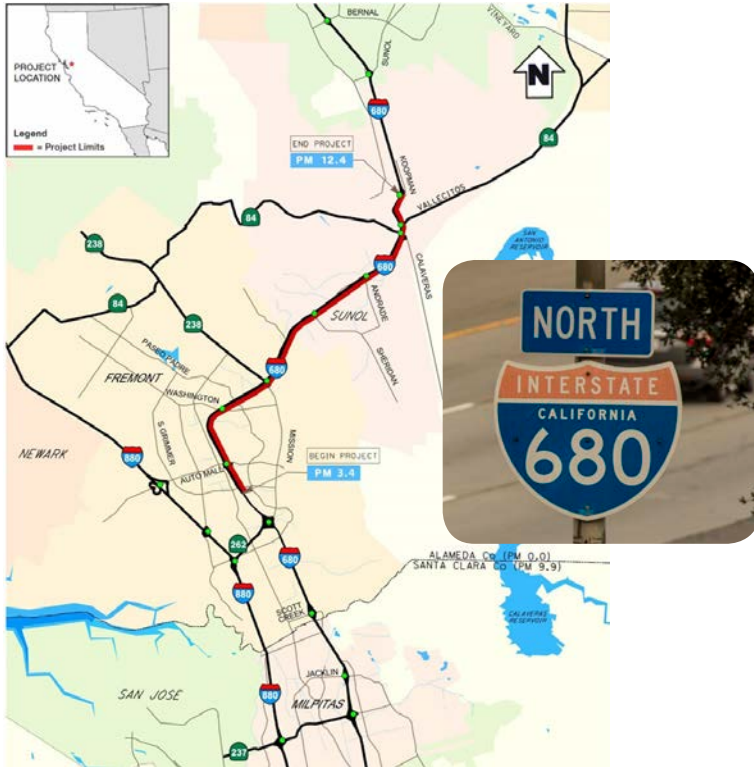 BERNAL
SUNOL
VINEYARD
PROJECT
LOCATION
Legend
= Project Limits
N
680
END PROJECT
PM 12.4
KOOPMAN
84
VALLECITOS
84
238
SAN
ANTONIO
RESERVOIR
680
CALAVERAS
ANDRADE
84
238
SUNOL
SHERIDAN
PASEO PADRE
FREMONT
680
WASHINGTON
NEWARK
880
S GRIMMER
MISSION
AUTO MALL
BEGIN PROJECT
PM 3.4
262
680
880
ALAMEDA Co (PM 0.0)
SANTA CLARA Co (PM 9.9)
SCOTT
CREEK
CALAVERAS
RESERVOIR
JACKLIN
SAN JOSE
880
MILPITAS
237
NORTH
INTERSTATE
CALIFORNIA
680